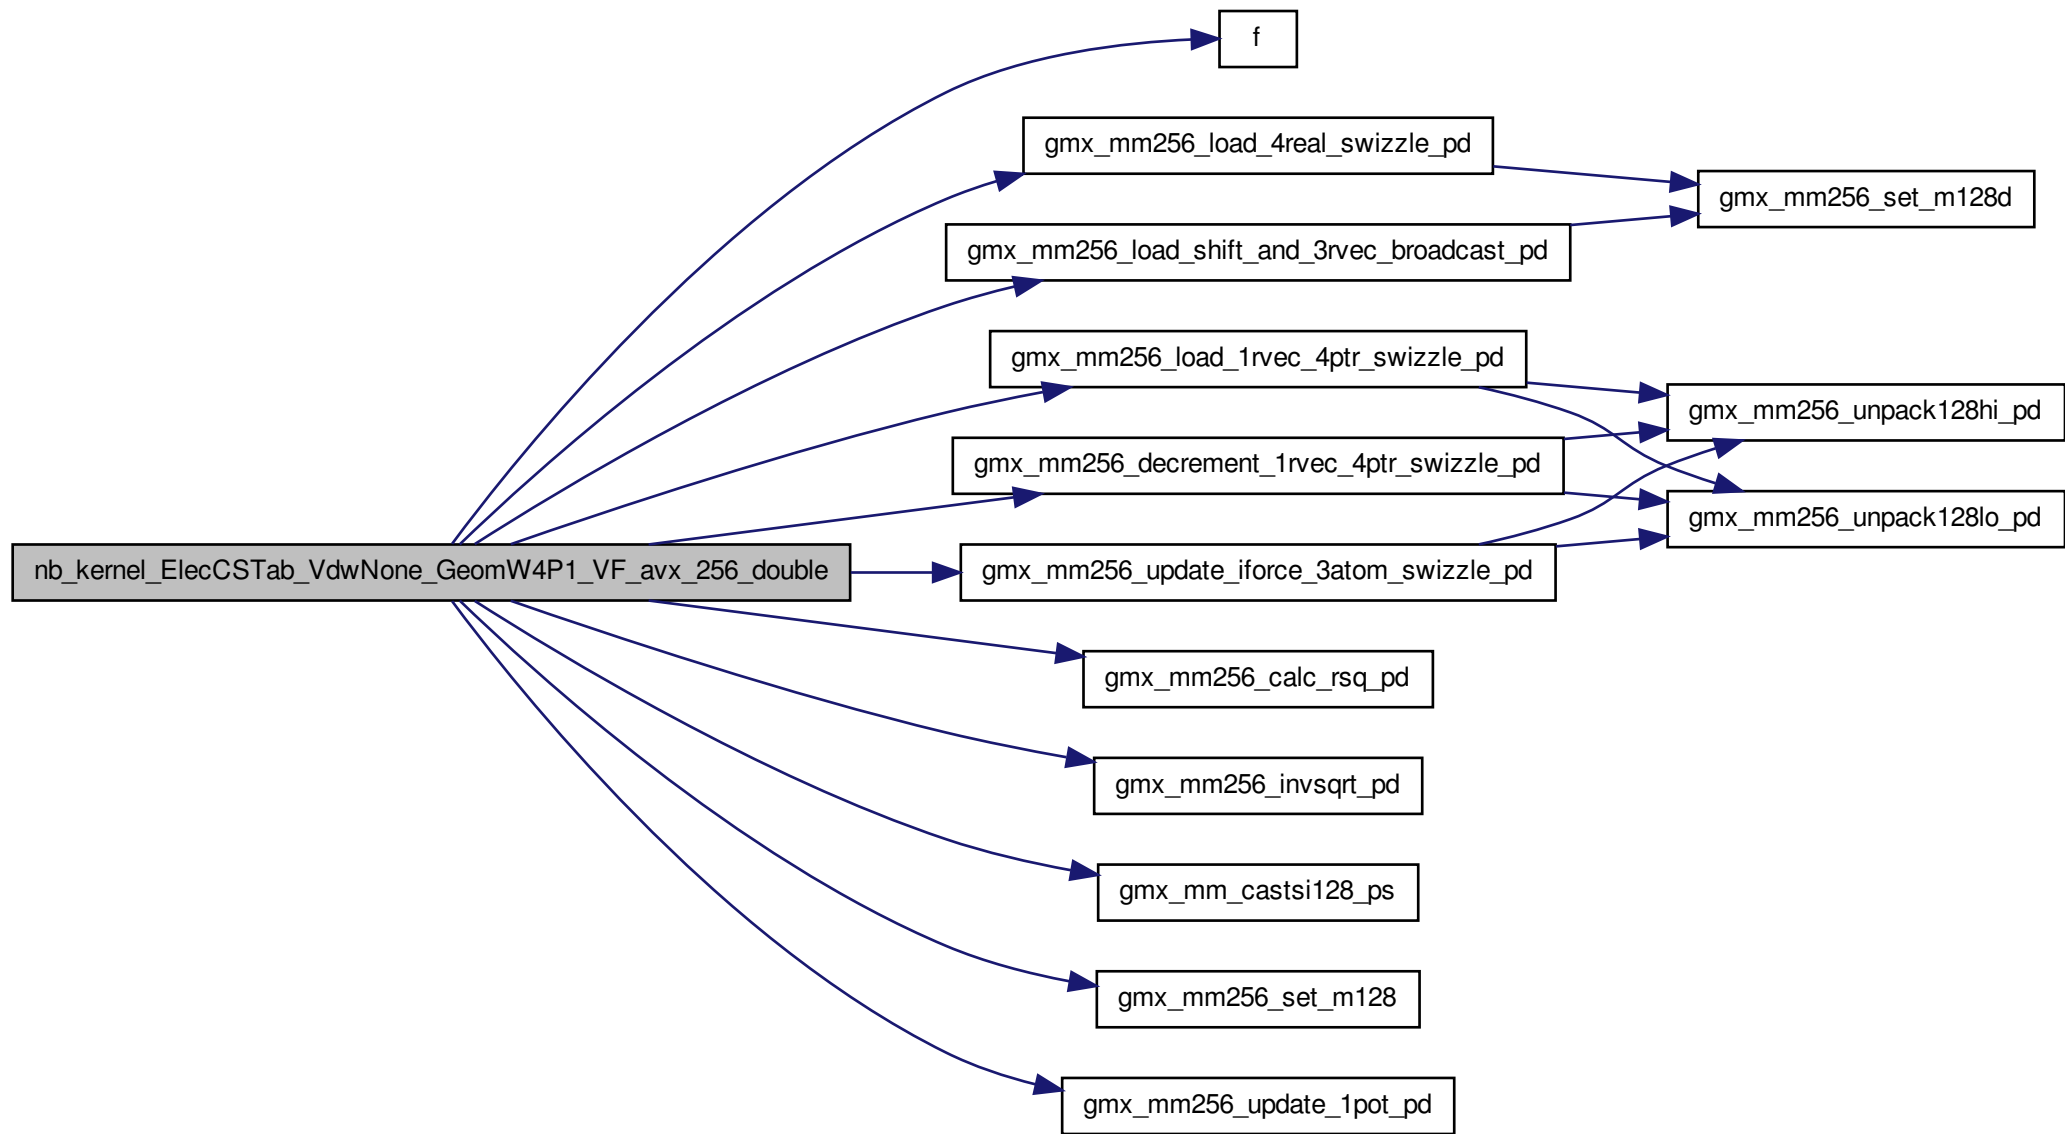 f
gmx_mm256_load_4real_swizzle_pd
gmx_mm256_set_m128d
gmx_mm256_load_shift_and_3rvec_broadcast_pd
gmx_mm256_load_1rvec_4ptr_swizzle_pd
gmx_mm256_unpack128hi_pd
gmx_mm256_decrement_1rvec_4ptr_swizzle_pd
gmx_mm256_unpack128lo_pd
nb_kernel_ElecCSTab_VdwNone_GeomW4P1_VF_avx_256_double
gmx_mm256_update_iforce_3atom_swizzle_pd
gmx_mm256_calc_rsq_pd
gmx_mm256_invsqrt_pd
gmx_mm_castsi128_ps
gmx_mm256_set_m128
gmx_mm256_update_1pot_pd